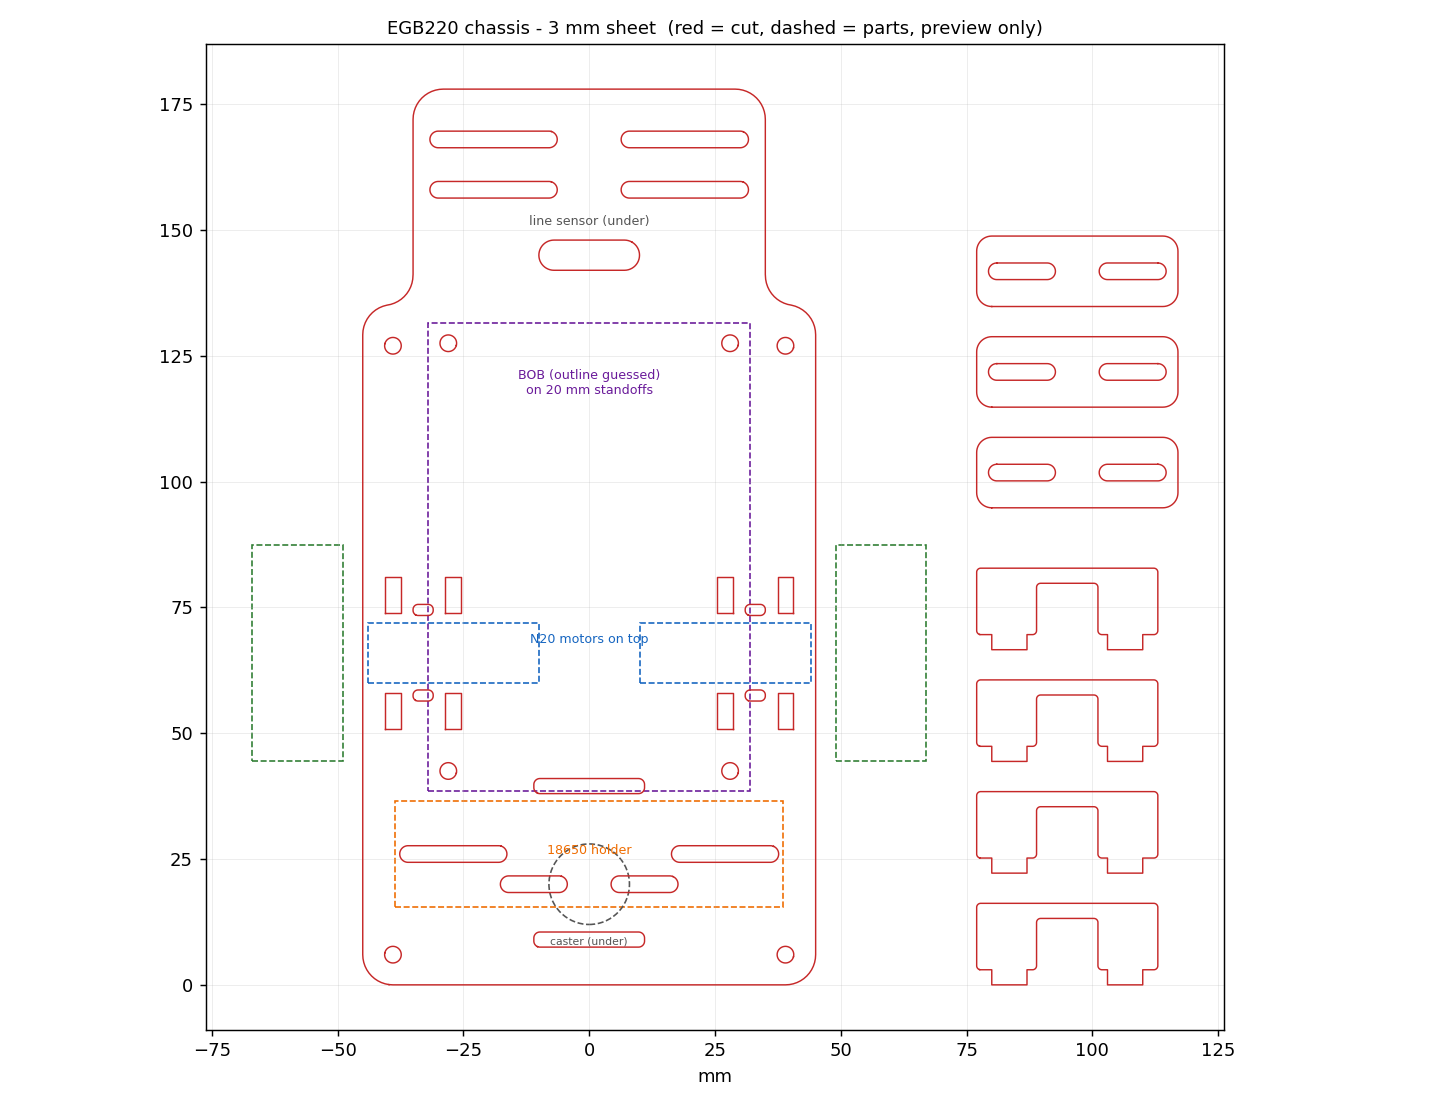 EGB220 chassis - 3 mm sheet  (red = cut, dashed = parts, preview only)
175
150
125
100
75
50
25
0
line sensor (under)
BOB (outline guessed)
on 20 mm standoffs
N20 motors on top
18650 holder
caster (under)
−75
−50
−25
0
25
50
75
100
125
mm